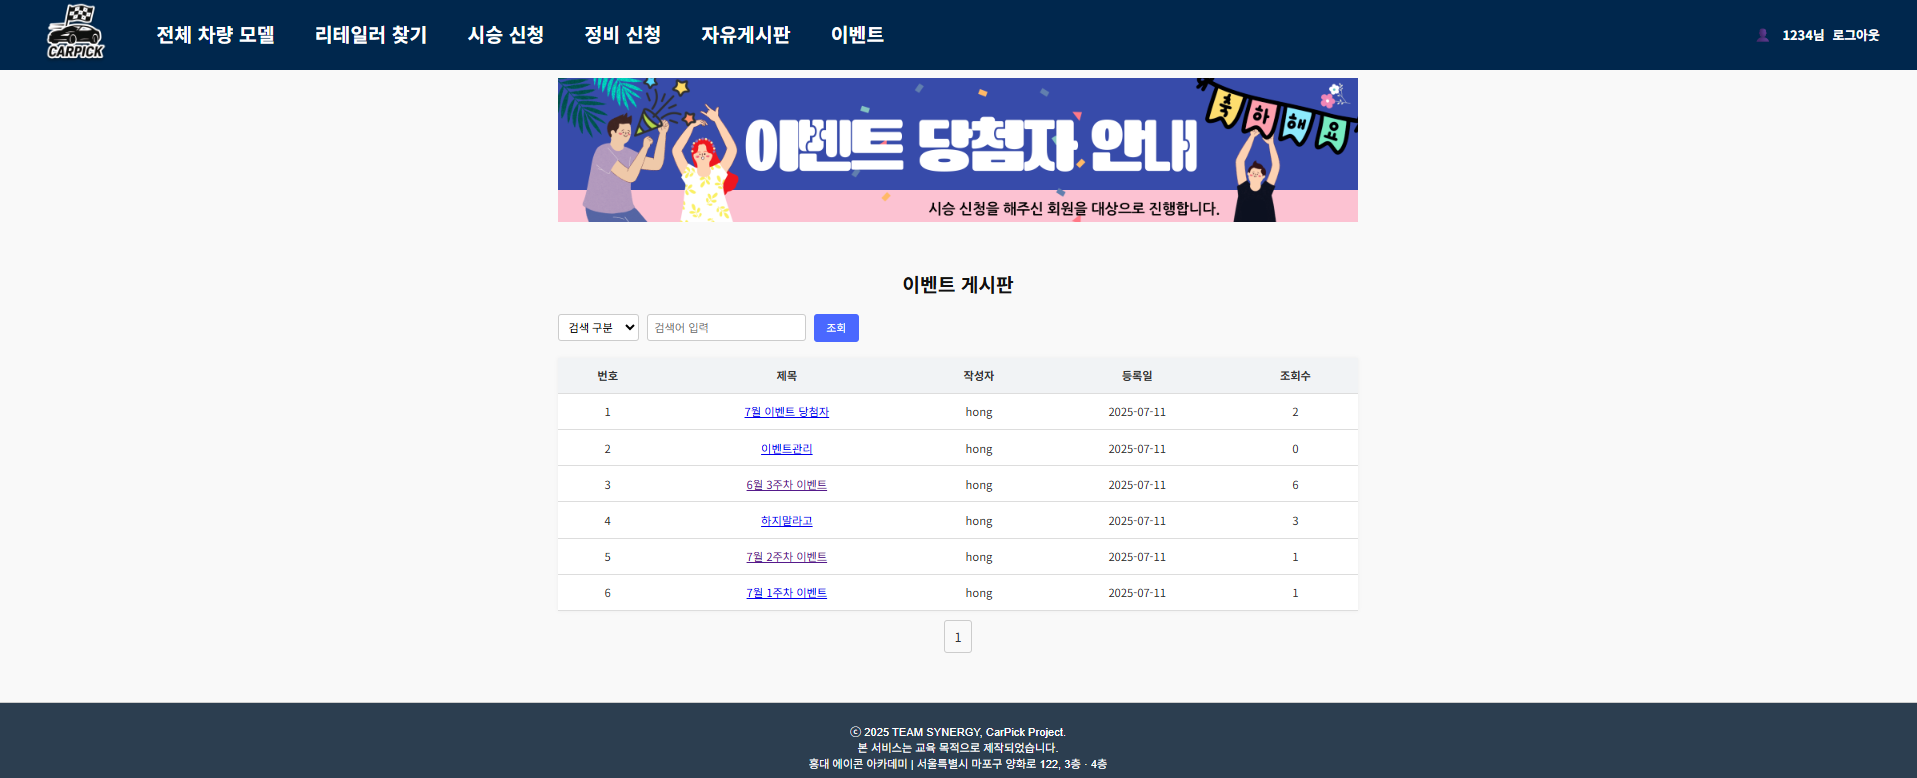 CARPICK
전체 차량 모델 리테일러 찾기 시승 신청 정비 신청 자유게시판 이벤트
1234님 로그아웃
축하해요
이벤트 당첨자 안내
시승 신청을 해주신 회원을 대상으로 진행합니다.
이벤트 게시판
검색 구분 검색어 입력 조회
번호 제목 작성자 등록일 조회수
1 7월 이벤트 당첨자 hong 2025-07-11 2
2 이벤트관리 hong 2025-07-11 0
3 6월 3주차 이벤트 hong 2025-07-11 6
4 하지말라고 hong 2025-07-11 3
5 7월 2주차 이벤트 hong 2025-07-11 1
6 7월 1주차 이벤트 hong 2025-07-11 1
1
ⓒ 2025 TEAM SYNERGY, CarPick Project.
본 서비스는 교육 목적으로 제작되었습니다.
홍대 에이콘 아카데미 | 서울특별시 마포구 양화로 122, 3층 · 4층